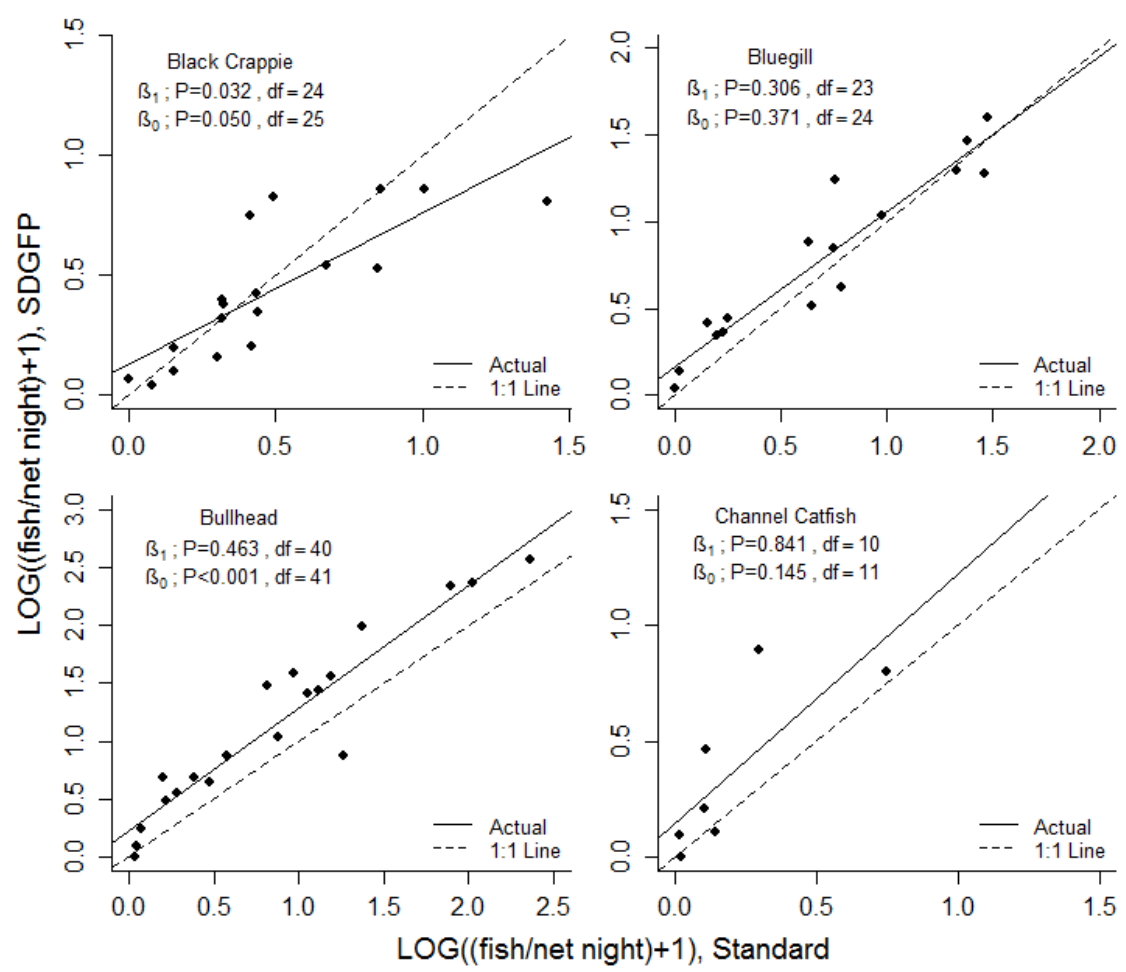 LOG((fish/net night)+1), SDGFP
Black Crappie
ß1 ; P=0.032 , df = 24
ß0 ; P=0.050 , df = 25
1.5
1.0
0.5
0.0
Actual
1:1 Line
0.0 0.5 1.0 1.5
Bluegill
ß1 ; P=0.306 , df = 23
ß0 ; P=0.371 , df = 24
2.0
1.5
1.0
0.5
0.0
Actual
1:1 Line
0.0 0.5 1.0 1.5 2.0
Bullhead
ß1 ; P=0.463 , df = 40
ß0 ; P<0.001 , df = 41
3.0
2.5
2.0
1.5
1.0
0.5
0.0
Actual
1:1 Line
0.0 0.5 1.0 1.5 2.0 2.5
Channel Catfish
ß1 ; P=0.841 , df = 10
ß0 ; P=0.145 , df = 11
1.5
1.0
0.5
0.0
Actual
1:1 Line
0.0 0.5 1.0 1.5
LOG((fish/net night)+1), Standard